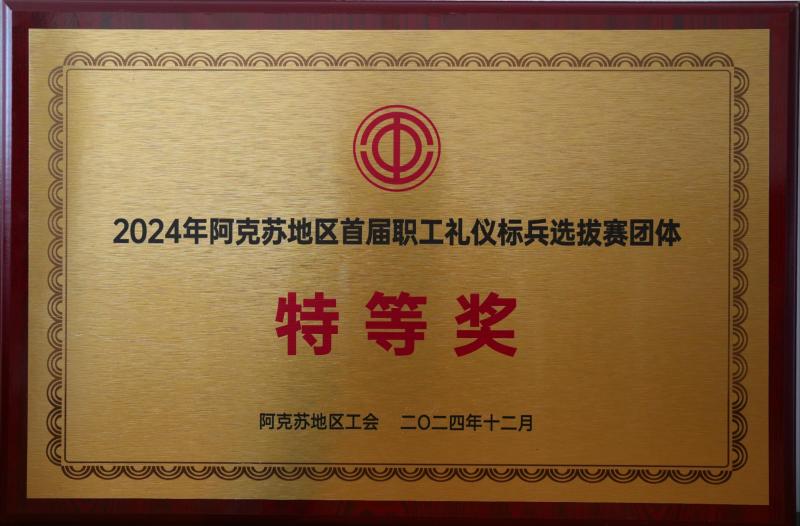 2024年阿克苏地区首届职工礼仪标兵选拔赛团体
特等奖
阿克苏地区工会 二〇二四年十二月